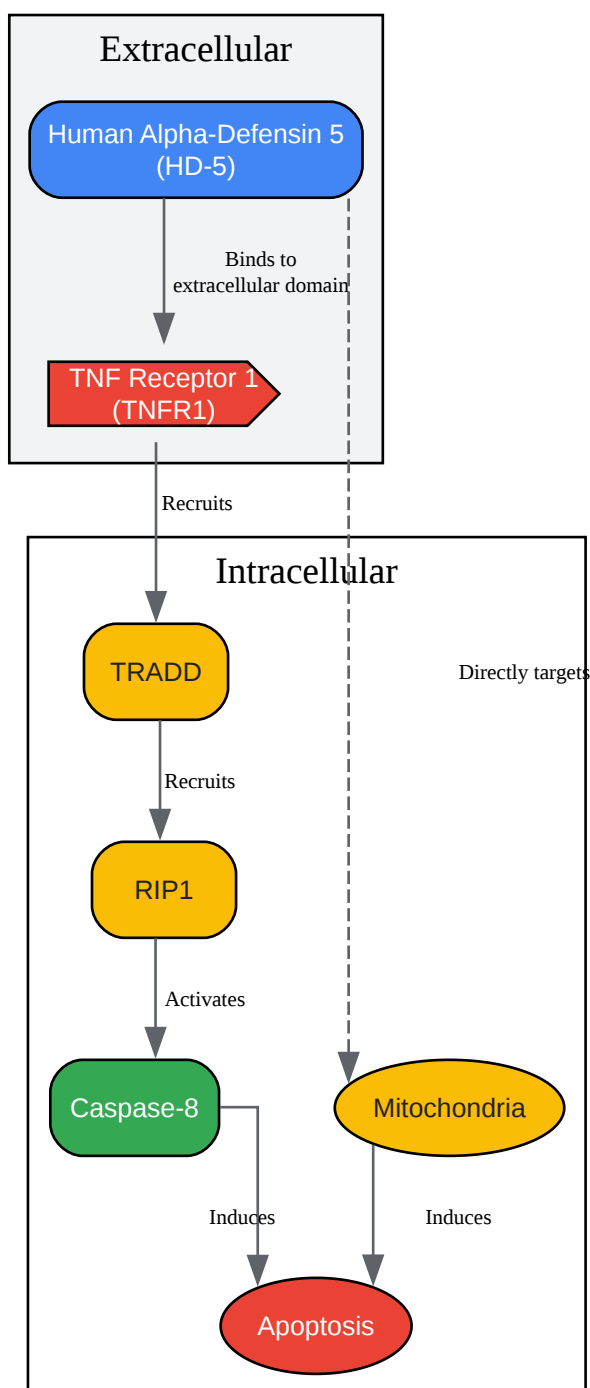 Extracellular
Human Alpha-Defensin 5
(HD-5)
Binds to
extracellular domain
TNF Receptor 1
(TNFR1)
Recruits
Intracellular
TRADD
Directly targets
Recruits
RIP1
Activates
Caspase-8
Mitochondria
Induces
Induces
Apoptosis